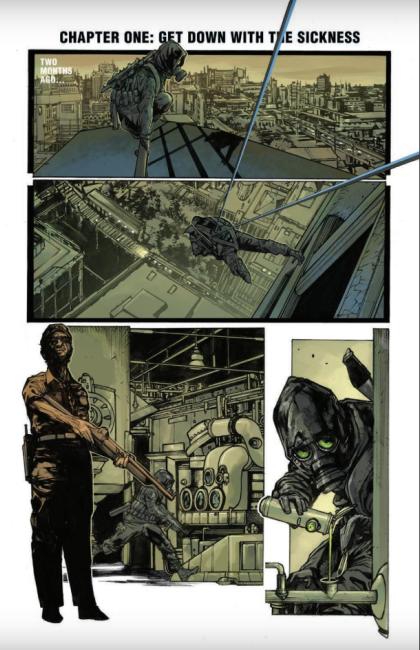 CHAPTER ONE: GET DOWN WITH THE SICKNESS
TWO
MONTHS
AGO...